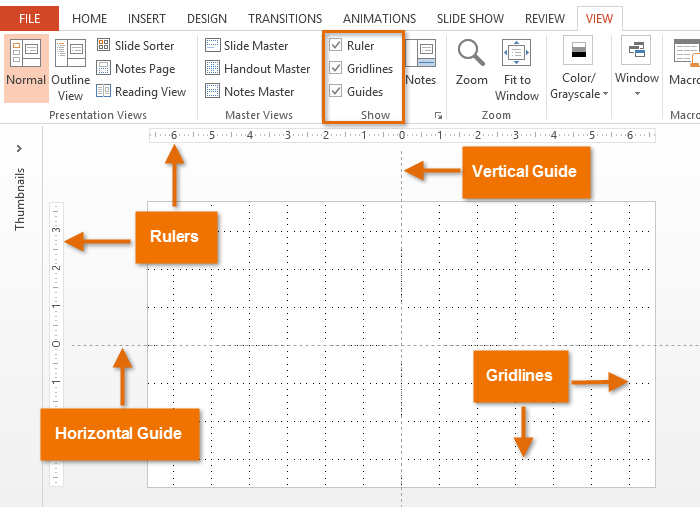 FILE HOME INSERT DESIGN TRANSITIONS ANIMATIONS SLIDE SHOW REVIEW VIEW
Normal
Outline
View
Slide Sorter
Notes Page
Reading View
Presentation Views
Slide Master
Handout Master
Notes Master
Master Views
Ruler
Gridlines
Guides
Show
Notes
Zoom
Fit to
Window
Zoom
Color/
Grayscale
Window
Macro
Macro
Thumbnails
6 5 4 3 2 1 0 1 2 3 4 5 6
3
2
1
0
1
Vertical Guide
Rulers
Gridlines
Horizontal Guide